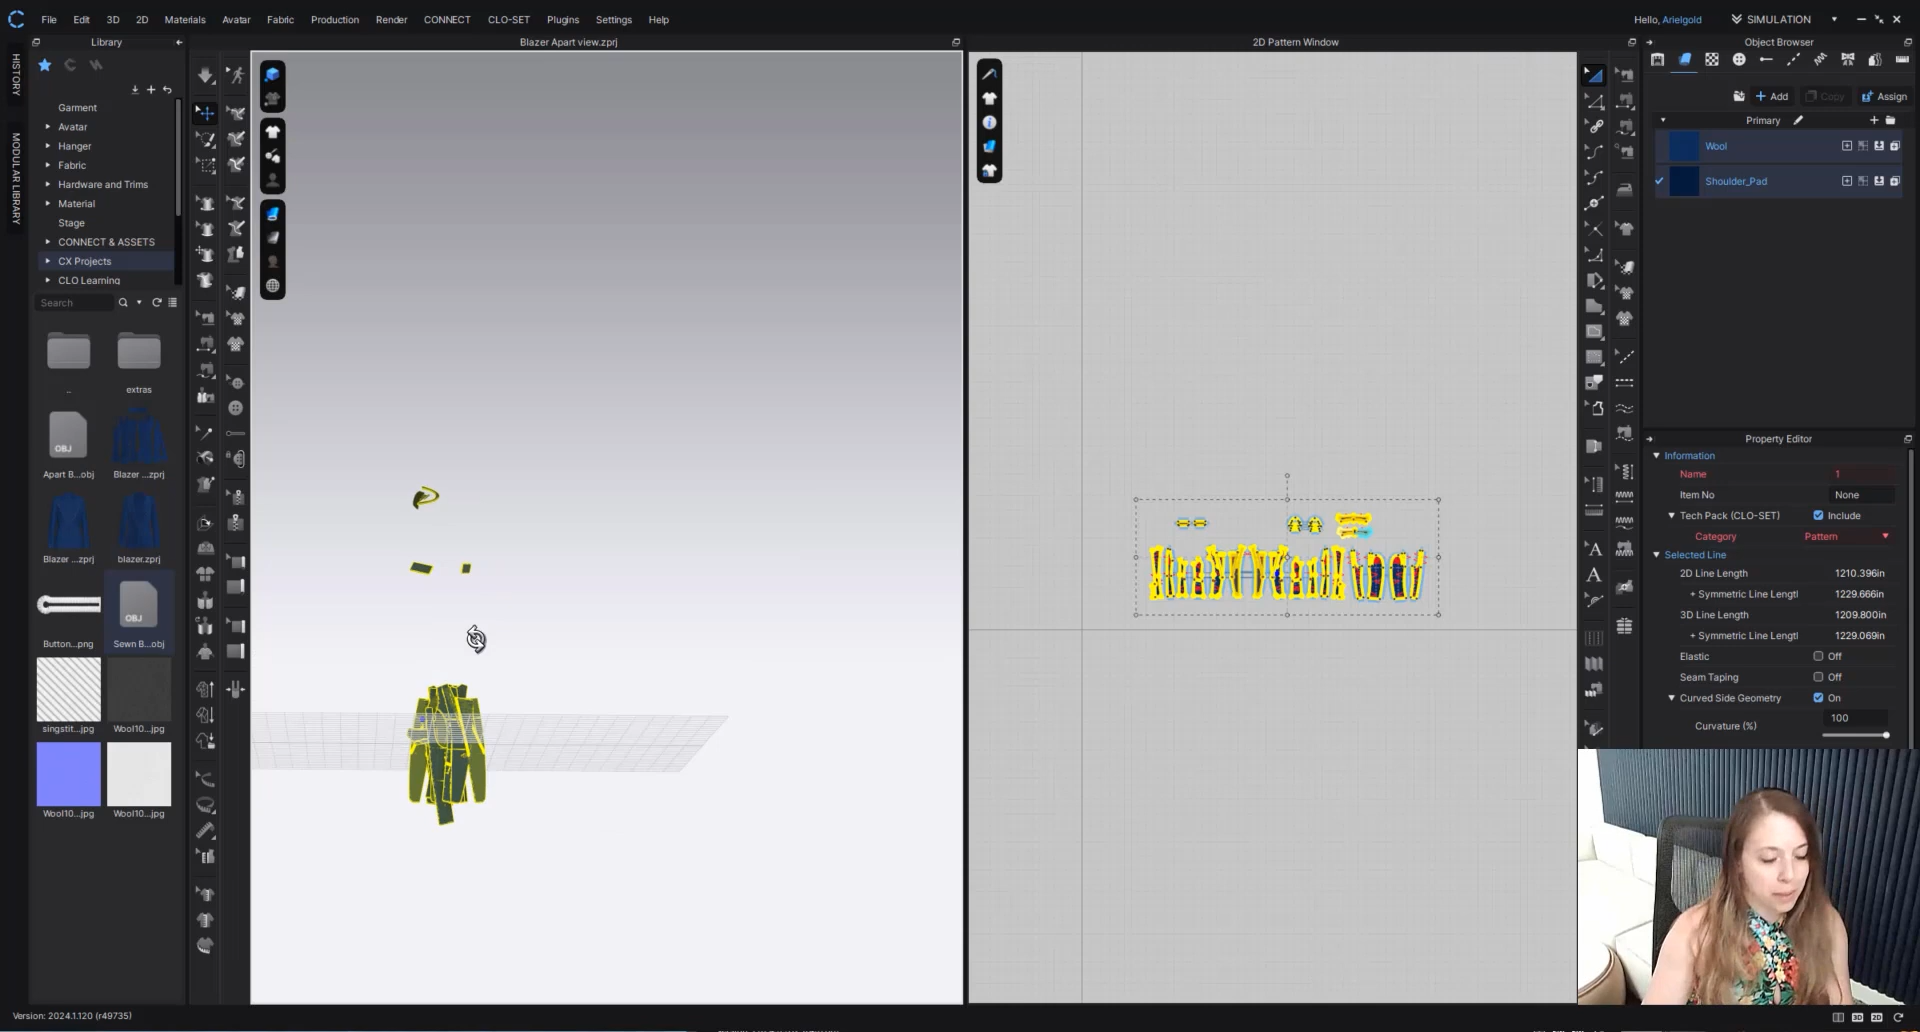 File Edit 3D 2D Materials Avatar Fabric Production Render CONNECT CLO-SET Plugins Settings Help
Hello, Arielgold
SIMULATION
HISTORY
MODULAR LIBRARY
Library
Garment
Avatar
Hanger
Fabric
Hardware and Trims
Material
Stage
CONNECT & ASSETS
CX Projects
CLO Learning
Search
..
extras
OBJ
Apart B...obj
Blazer ...zprj
Blazer ...zprj
blazer.zprj
OBJ
Button...png
Sewn B...obj
singstit...jpg
Wool10...jpg
Wool10...jpg
Wool10...jpg
Blazer Apart view.zprj
2D Pattern Window
A
A
Object Browser
+ Add
Copy
Assign
Primary
Wool
Shoulder_Pad
Property Editor
Information
Name 1
Item No None
Tech Pack (CLO-SET) Include
Category Pattern
Selected Line
2D Line Length 1210.396in
+ Symmetric Line Lengtl 1229.666in
3D Line Length 1209.800in
+ Symmetric Line Lengtl 1229.069in
Elastic Off
Seam Taping Off
Curved Side Geometry On
Curvature (%) 100
Version: 2024.1.120 (r49735)
3D 2D